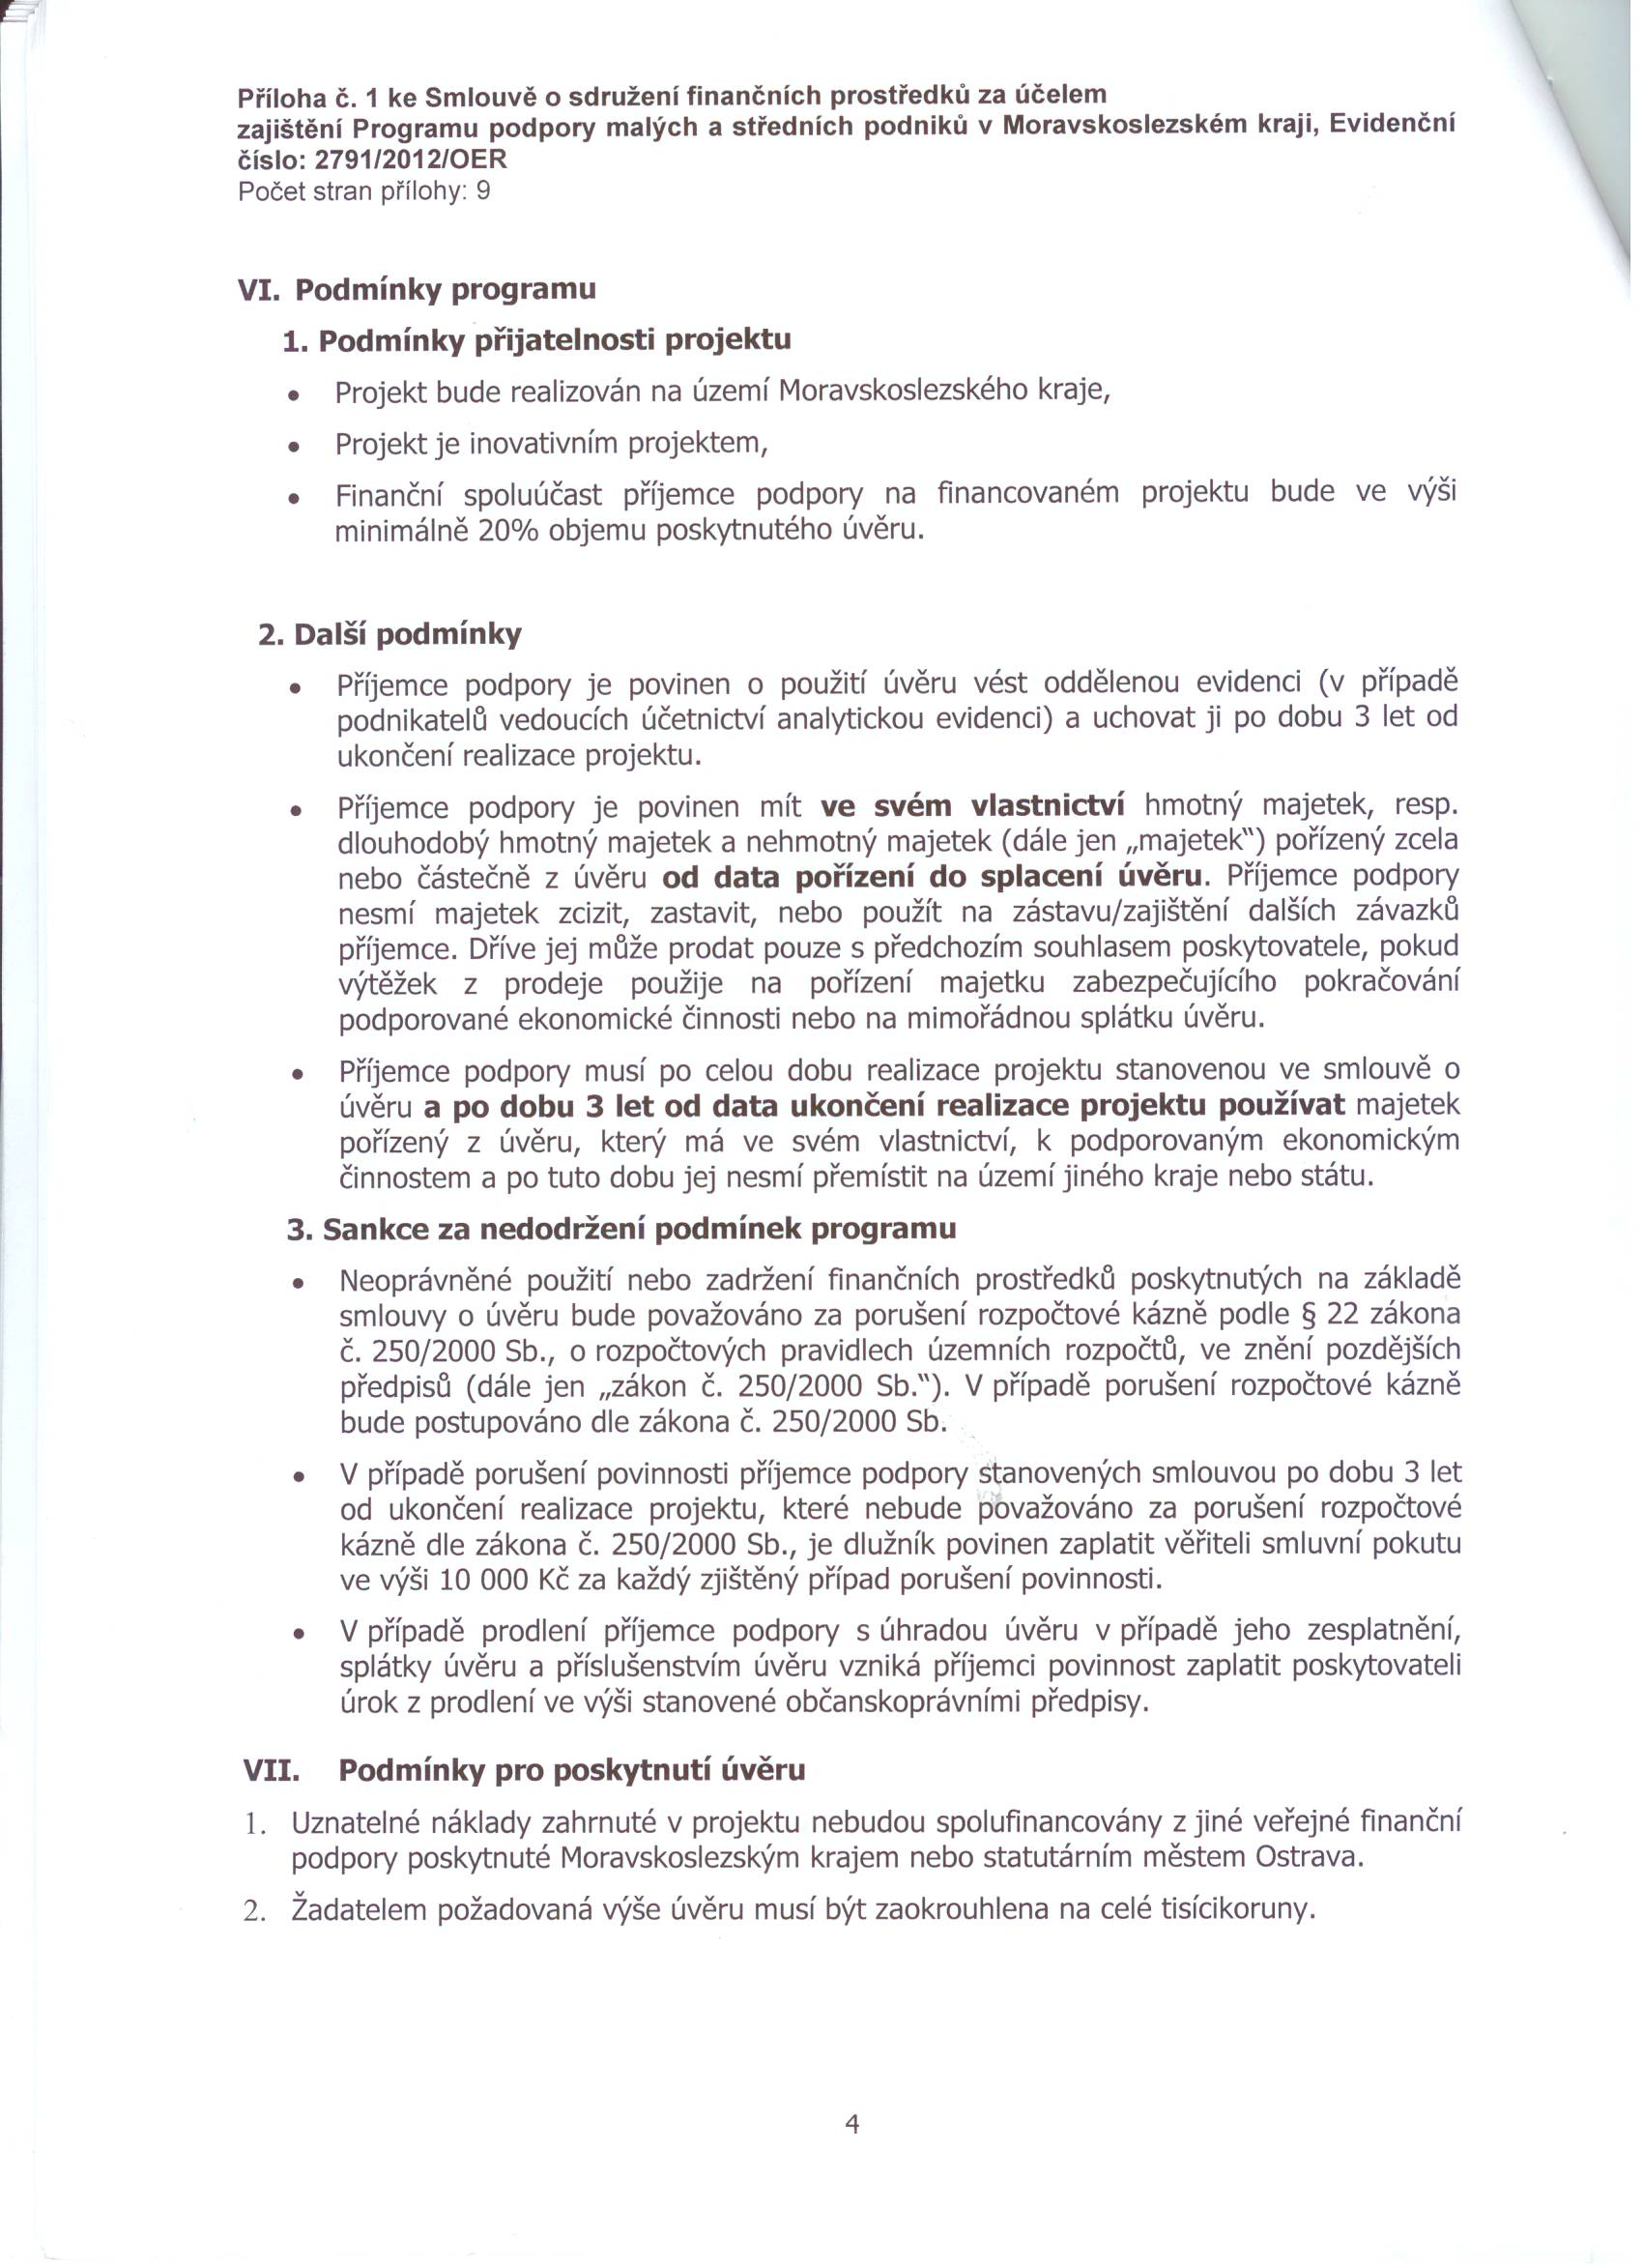 Příloha č. 1 ke Smlouvě o sdružení finančních prostředků za účelem
zajištění Programu podpory malých a středních podniků v Moravskoslezském kraji, Evidenční
číslo: 2791/2012/OER
Počet stran přílohy: 9
VI. Podmínky programu
1. Podmínky přijatelnosti projektu
• Projekt bude realizován na území Moravskoslezského kraje,
• Projekt je inovativním projektem,
• Finanční spoluúčast příjemce podpory na financovaném projektu bude ve výši
minimálně 20% objemu poskytnutého úvěru.
2. Další podmínky
• Příjemce podpory je povinen o použití úvěru vést oddělenou evidenci (v případě
podnikatelů vedoucích účetnictví analytickou evidenci) a uchovat ji po dobu 3 let od
ukončení realizace projektu.
• Příjemce podpory je povinen mít ve svém vlastnictví hmotný majetek, resp.
dlouhodobý hmotný majetek a nehmotný majetek (dále jen „majetek") pořízený zcela
nebo částečně z úvěru od data pořízení do splacení úvěru. Příjemce podpory
nesmí majetek zcizit, zastavit, nebo použít na zástavu/zajištění dalších závazků
příjemce. Dříve jej může prodat pouze s předchozím souhlasem poskytovatele, pokud
výtěžek z prodeje použije na pořízení majetku zabezpečujícího pokračování
podporované ekonomické činnosti nebo na mimořádnou splátku úvěru.
• Příjemce podpory musí po celou dobu realizace projektu stanovenou ve smlouvě o
úvěru a po dobu 3 let od data ukončení realizace projektu používat majetek
pořízený z úvěru, který má ve svém vlastnictví, k podporovaným ekonomickým
činnostem a po tuto dobu jej nesmí přemístit na území jiného kraje nebo státu.
3. Sankce za nedodržení podmínek programu
• Neoprávněné použití nebo zadržení finančních prostředků poskytnutých na základě
smlouvy o úvěru bude považováno za porušení rozpočtové kázně podle § 22 zákona
č. 250/2000 Sb., o rozpočtových pravidlech územních rozpočtů, ve znění pozdějších
předpisů (dále jen „zákon č. 250/2000 Sb."). V případě porušení rozpočtové kázně
bude postupováno dle zákona č. 250/2000 Sb.
• V případě porušení povinnosti příjemce podpory stanovených smlouvou po dobu 3 let
od ukončení realizace projektu, které nebude považováno za porušení rozpočtové
kázně dle zákona č. 250/2000 Sb., je dlužník povinen zaplatit věřiteli smluvní pokutu
ve výši 10 000 Kč za každý zjištěný případ porušení povinnosti.
• V případě prodlení příjemce podpory s úhradou úvěru v případě jeho zesplatnění,
splátky úvěru a příslušenstvím úvěru vzniká příjemci povinnost zaplatit poskytovateli
úrok z prodlení ve výši stanovené občanskoprávními předpisy.
VII. Podmínky pro poskytnutí úvěru
1. Uznatelné náklady zahrnuté v projektu nebudou spolufinancovány z jiné veřejné finanční
podpory poskytnuté Moravskoslezským krajem nebo statutárním městem Ostrava.
2. Žadatelem požadovaná výše úvěru musí být zaokrouhlena na celé tisícikoruny.
4